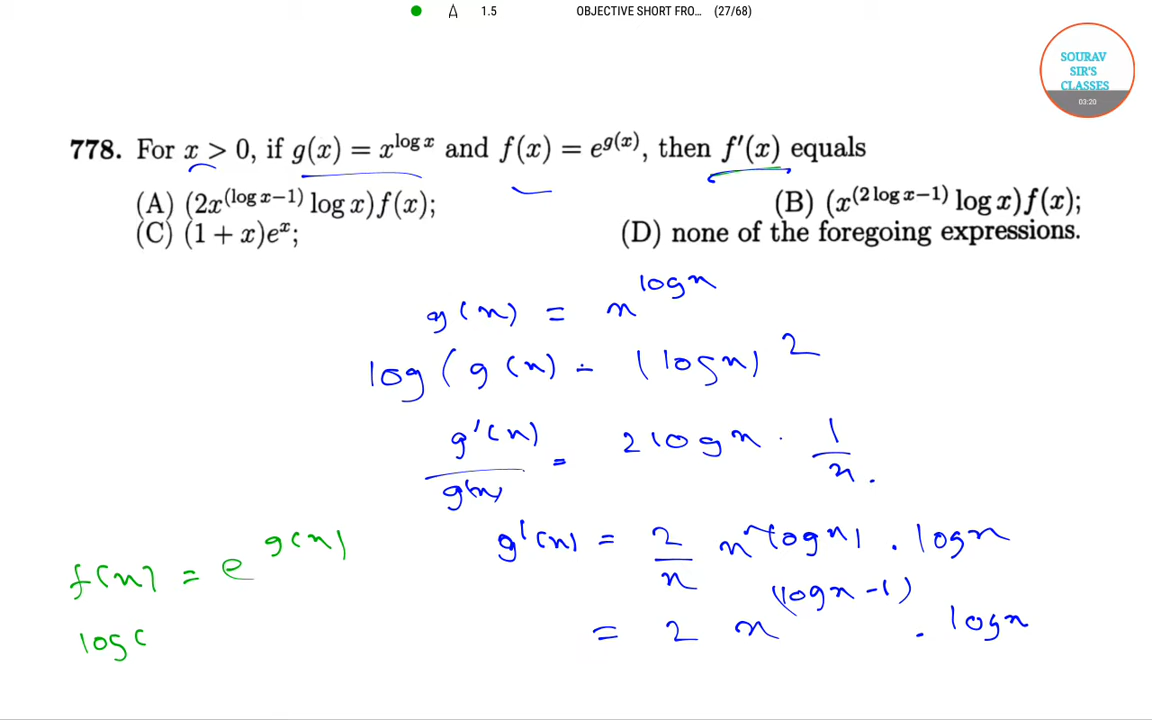 1.5 OBJECTIVE SHORT FRO... (27/68)
SOURAV
SIR'S
CLASSES
03:20
778. For x > 0, if g(x) = x^{log x} and f(x) = e^{g(x)}, then f′(x) equals
(A) (2x^{(log x−1)} log x)f(x); (B) (x^{(2 log x−1)} log x)f(x);
(C) (1 + x)e^x; (D) none of the foregoing expressions.
g(x) = x^{log x}
log(g(x) = (log x)^2
g'(x)/g(x) = 2 log x · 1/x.
g'(x) = 2/x x^{(log x)} · log x
= 2 x^{(log x - 1)} · log x
f(x) = e^{g(x)}
log(